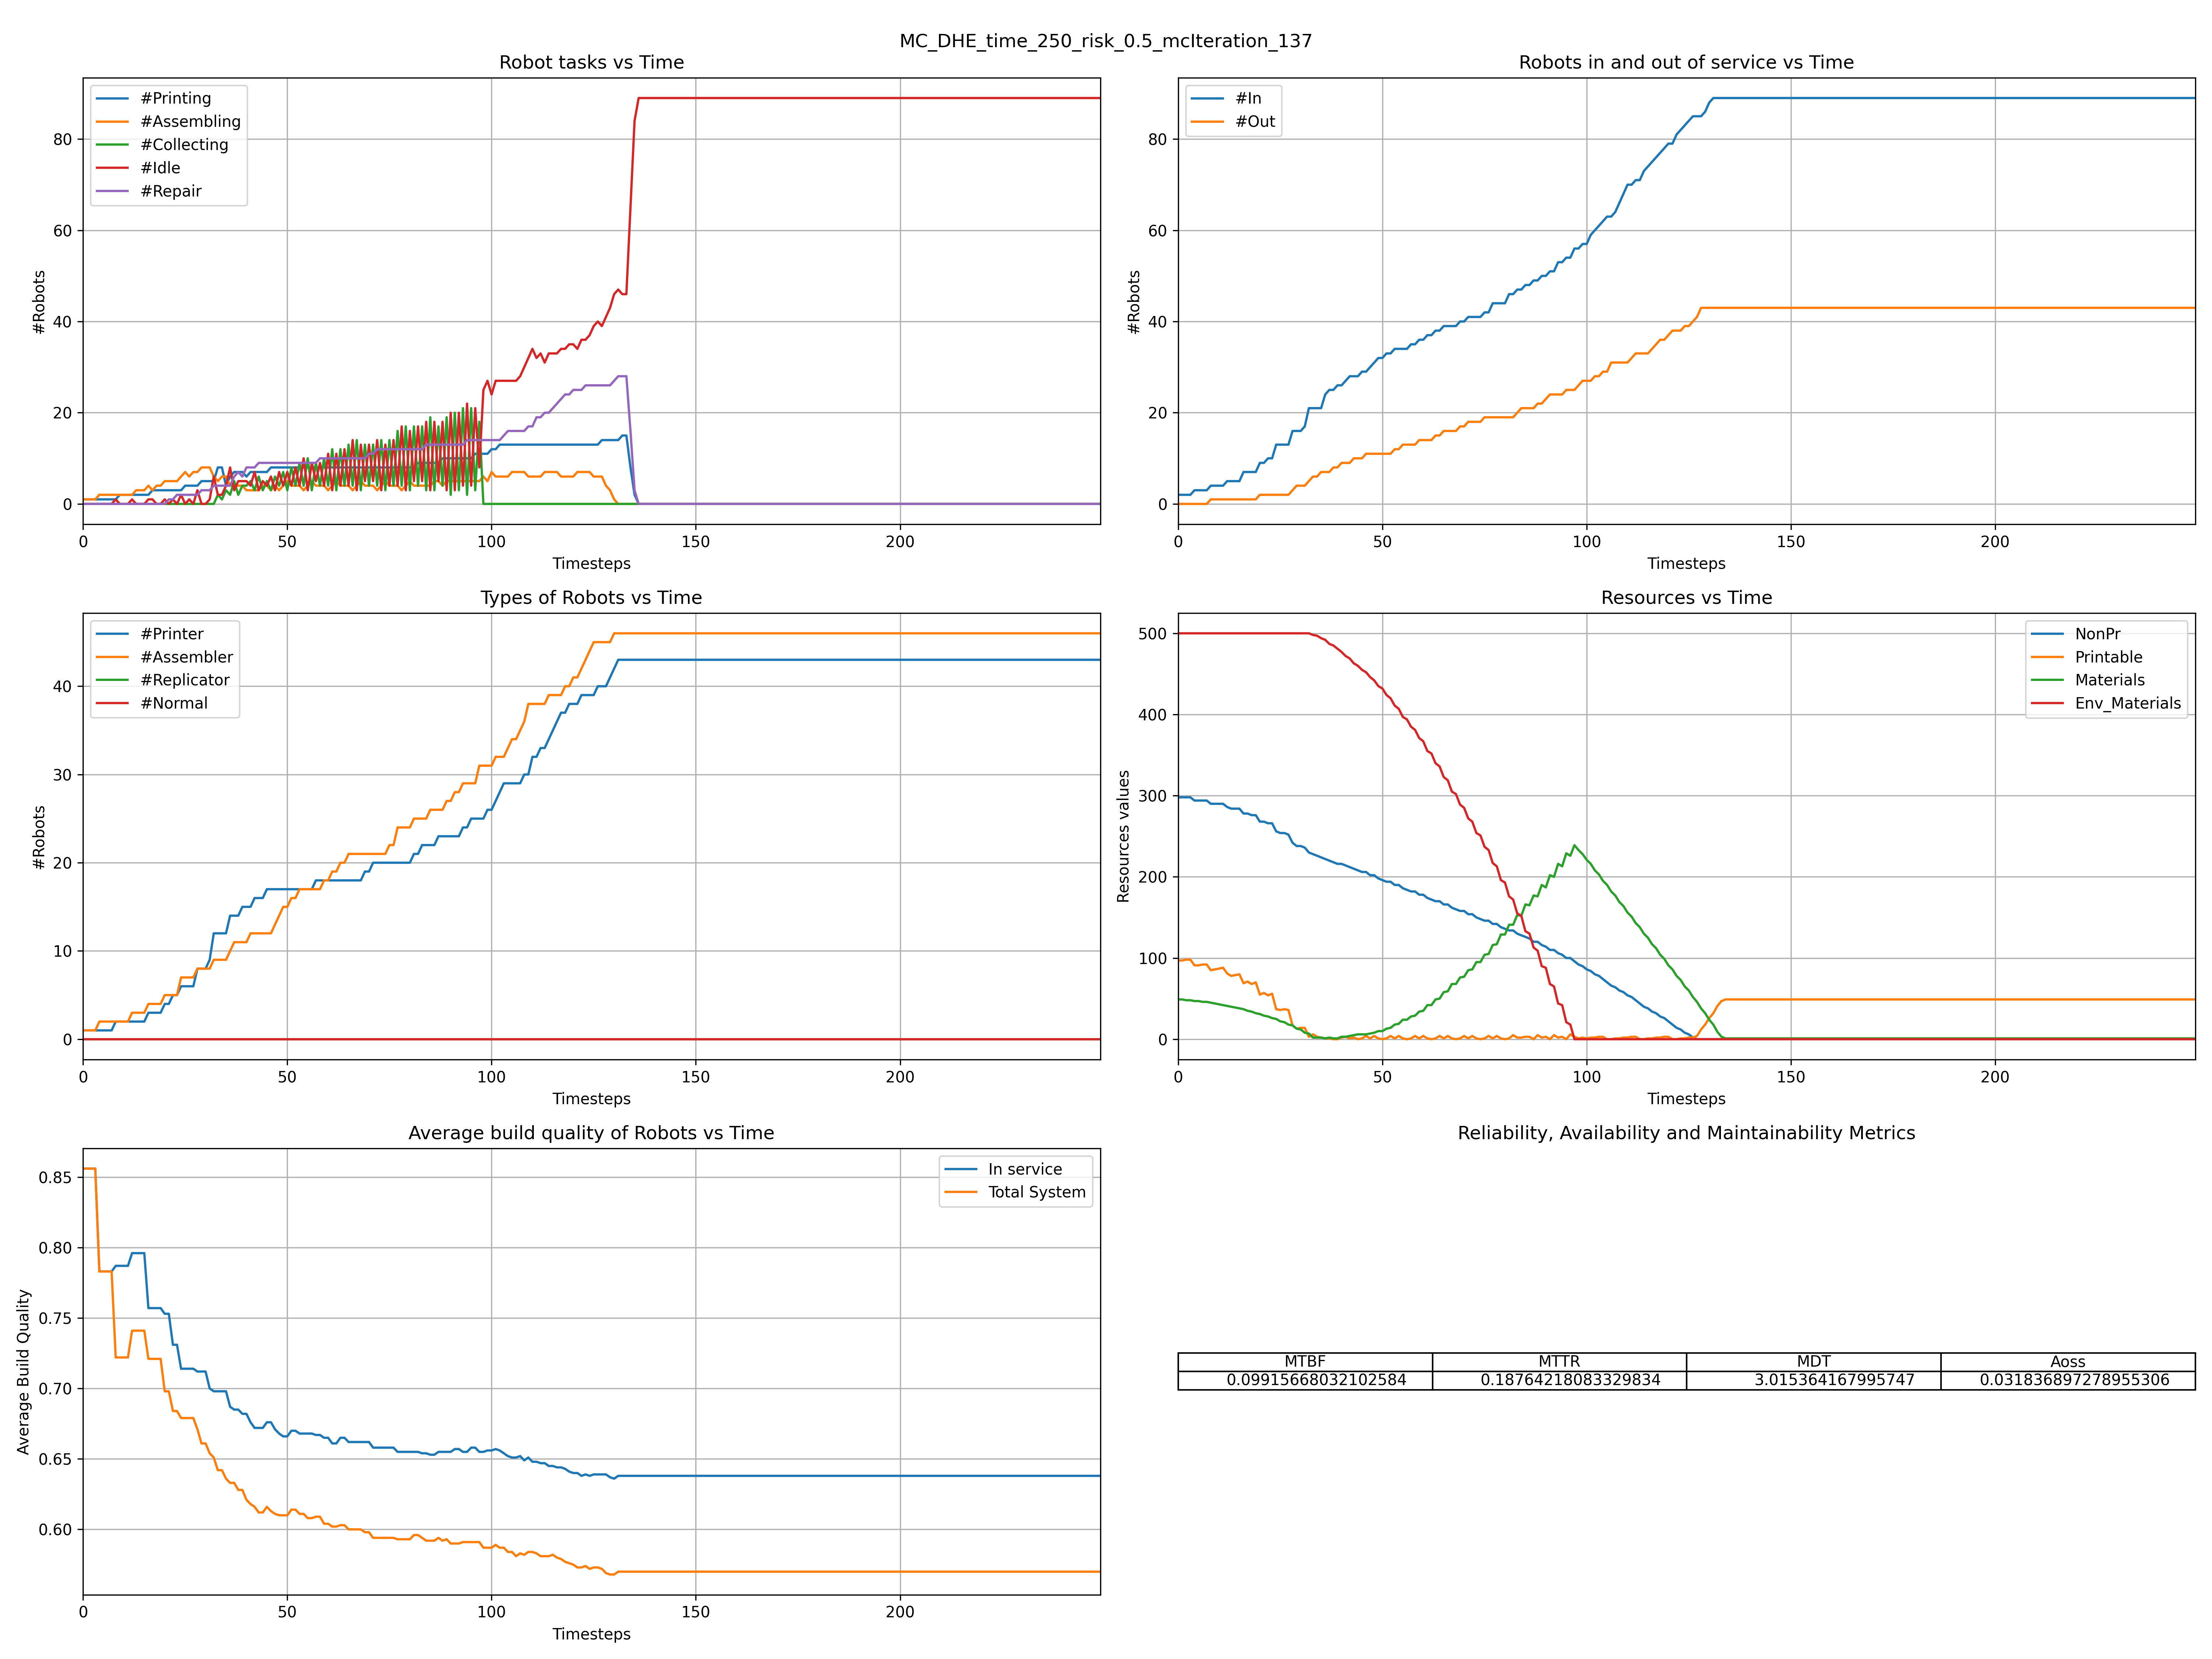 MC_DHE_time_250_risk_0.5_mcIteration_137
Robot tasks vs Time
#Printing
#Assembling
#Collecting
#Idle
#Repair
#Robots
80
60
40
20
0
0 50 100 150 200
Timesteps
Robots in and out of service vs Time
#In
#Out
#Robots
80
60
40
20
0
0 50 100 150 200
Timesteps
Types of Robots vs Time
#Printer
#Assembler
#Replicator
#Normal
#Robots
40
30
20
10
0
0 50 100 150 200
Timesteps
Resources vs Time
NonPr
Printable
Materials
Env_Materials
Resources values
500
400
300
200
100
0
0 50 100 150 200
Timesteps
Average build quality of Robots vs Time
In service
Total System
Average Build Quality
0.85
0.80
0.75
0.70
0.65
0.60
0 50 100 150 200
Timesteps
Reliability, Availability and Maintainability Metrics
MTBF MTTR MDT Aoss
0.09915668032102584 0.18764218083329834 3.015364167995747 0.031836897278955306